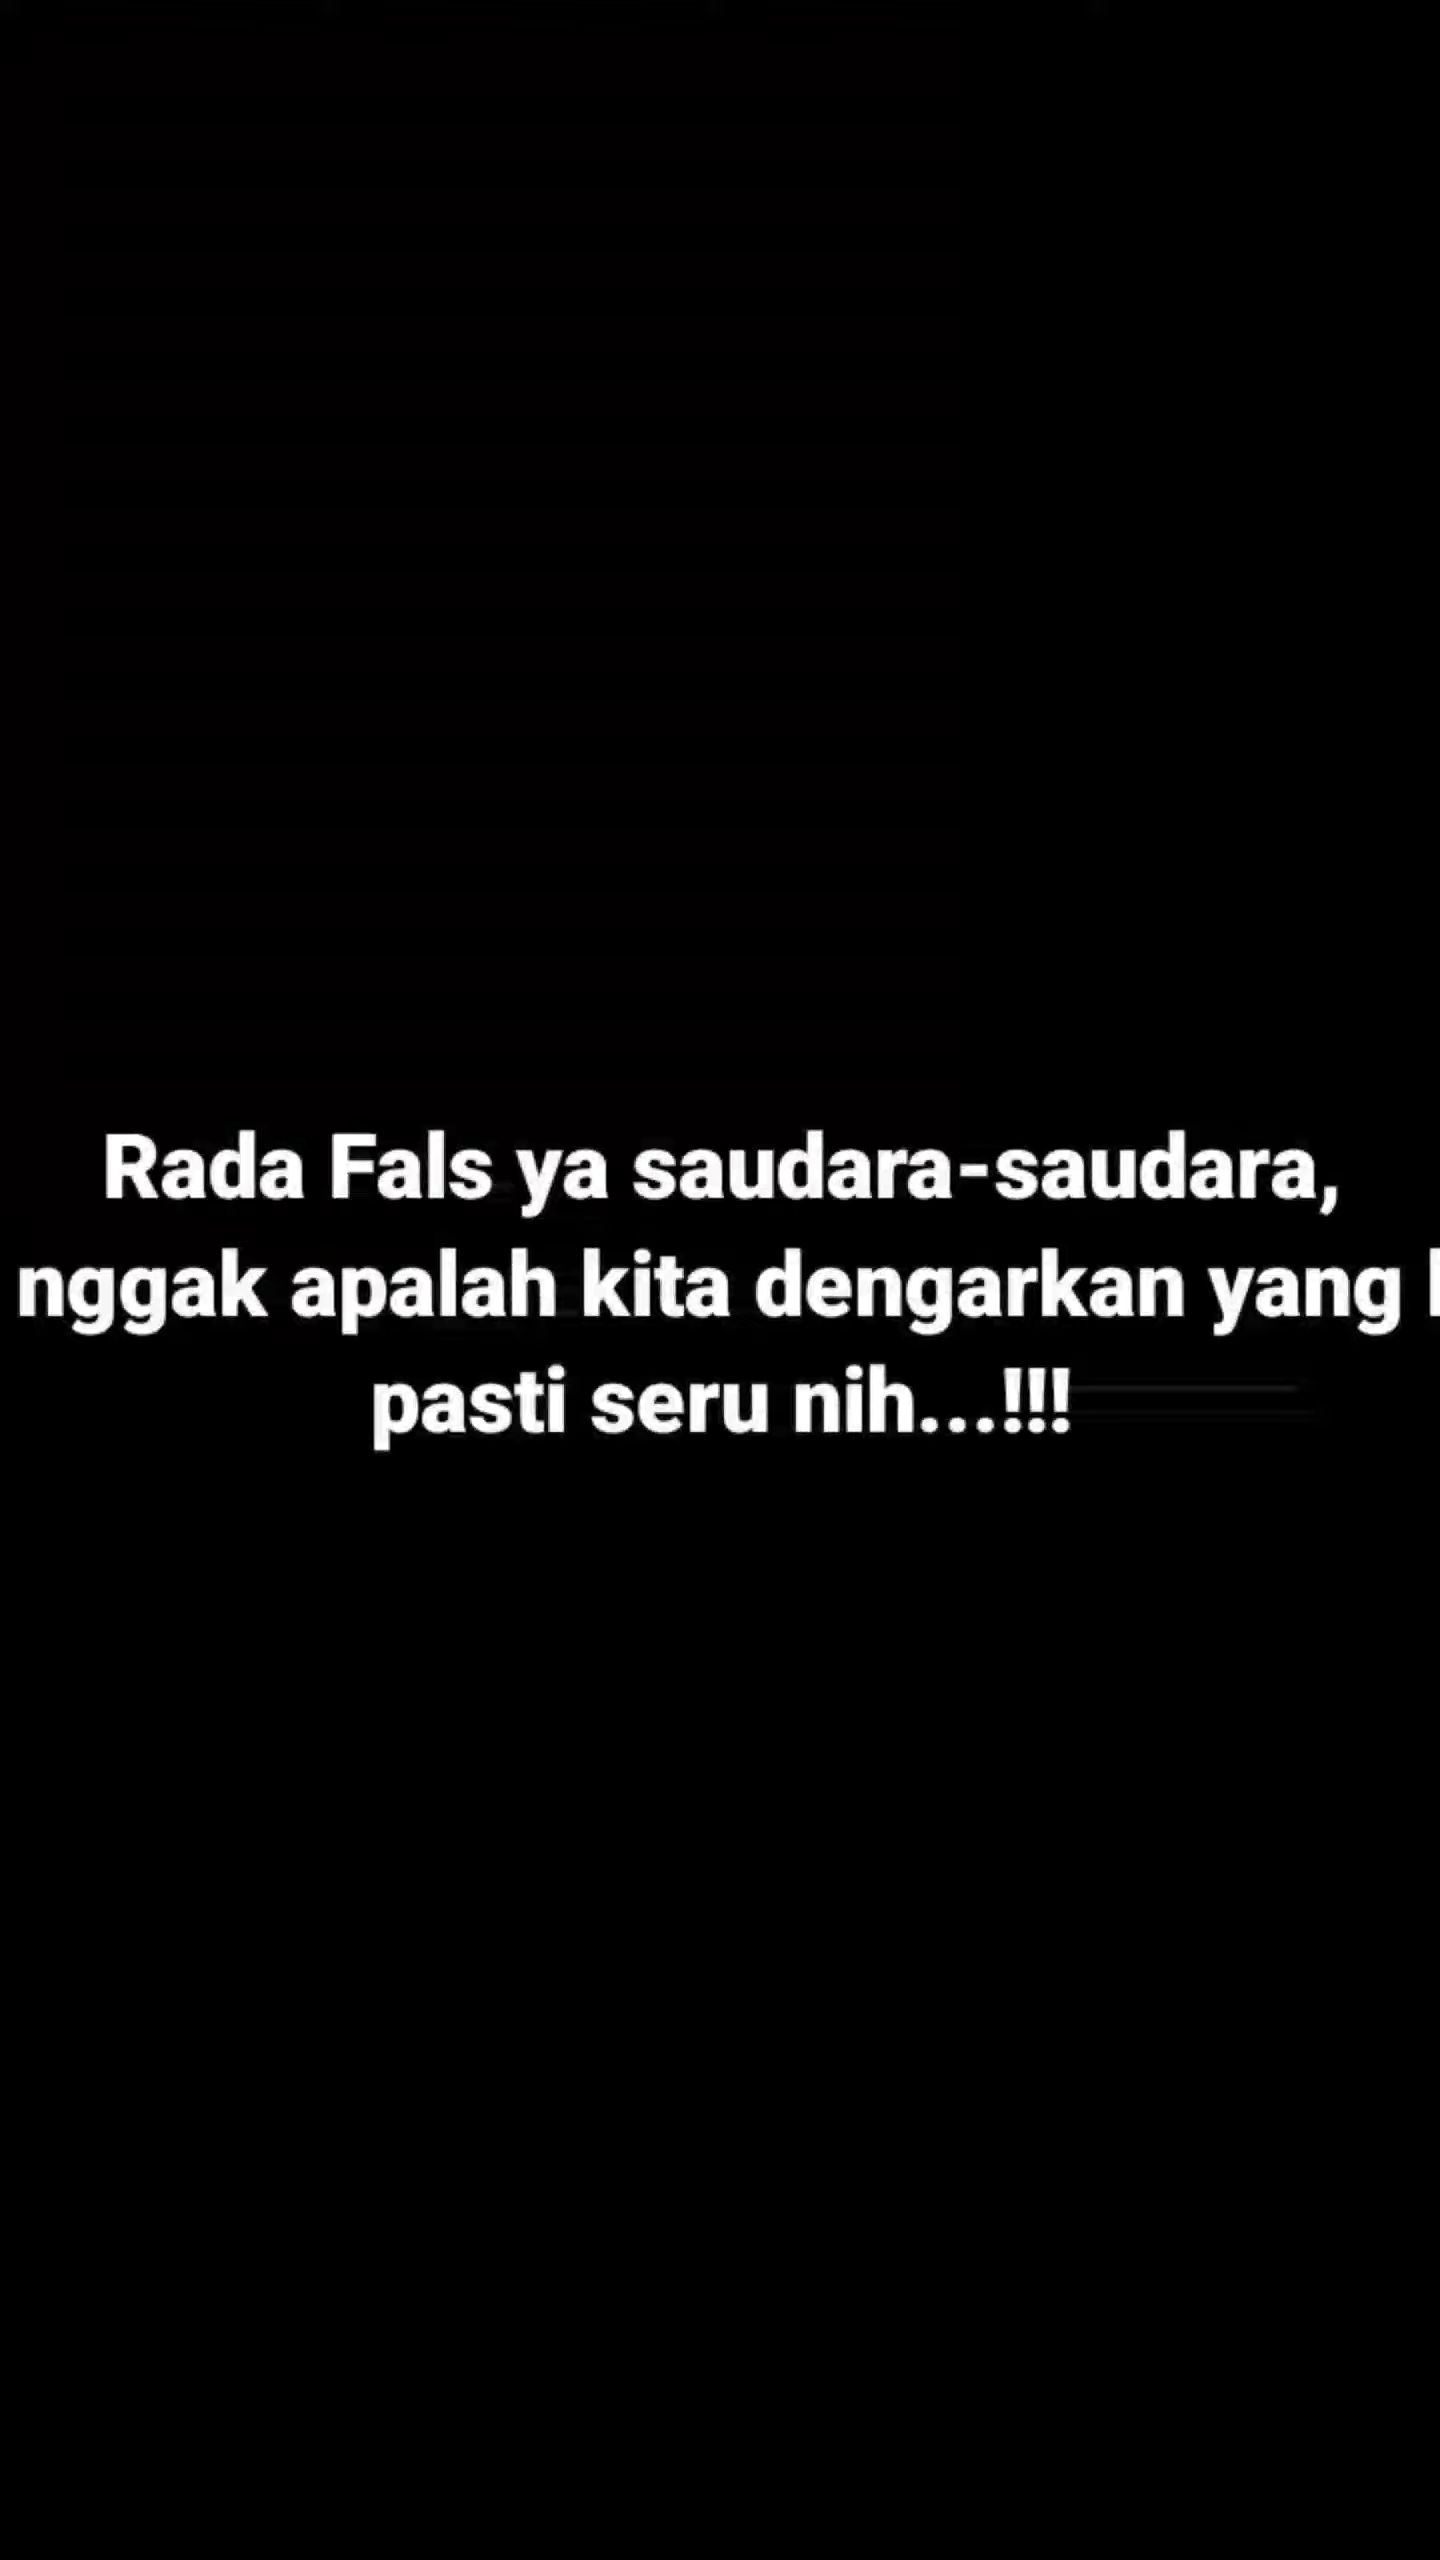 Rada Fals ya saudara-saudara,
nggak apalah kita dengarkan yang
pasti seru nih...!!!